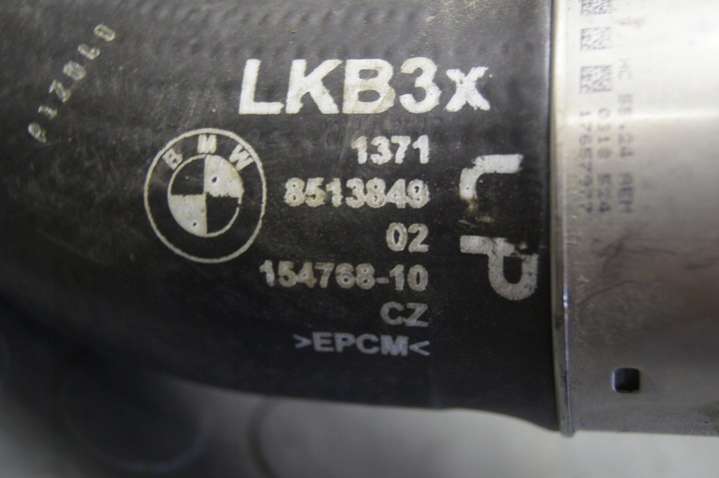 LKB3x
BMW
1371
8513849
02
154768-10
CZ
>EPCM<
LP